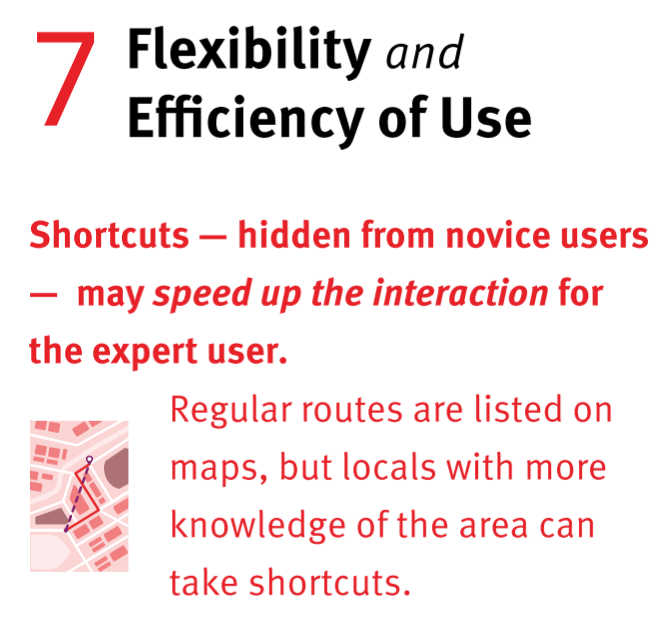 7 Flexibility and
Efficiency of Use
Shortcuts — hidden from novice users
— may speed up the interaction for
the expert user.
Regular routes are listed on
maps, but locals with more
knowledge of the area can
take shortcuts.